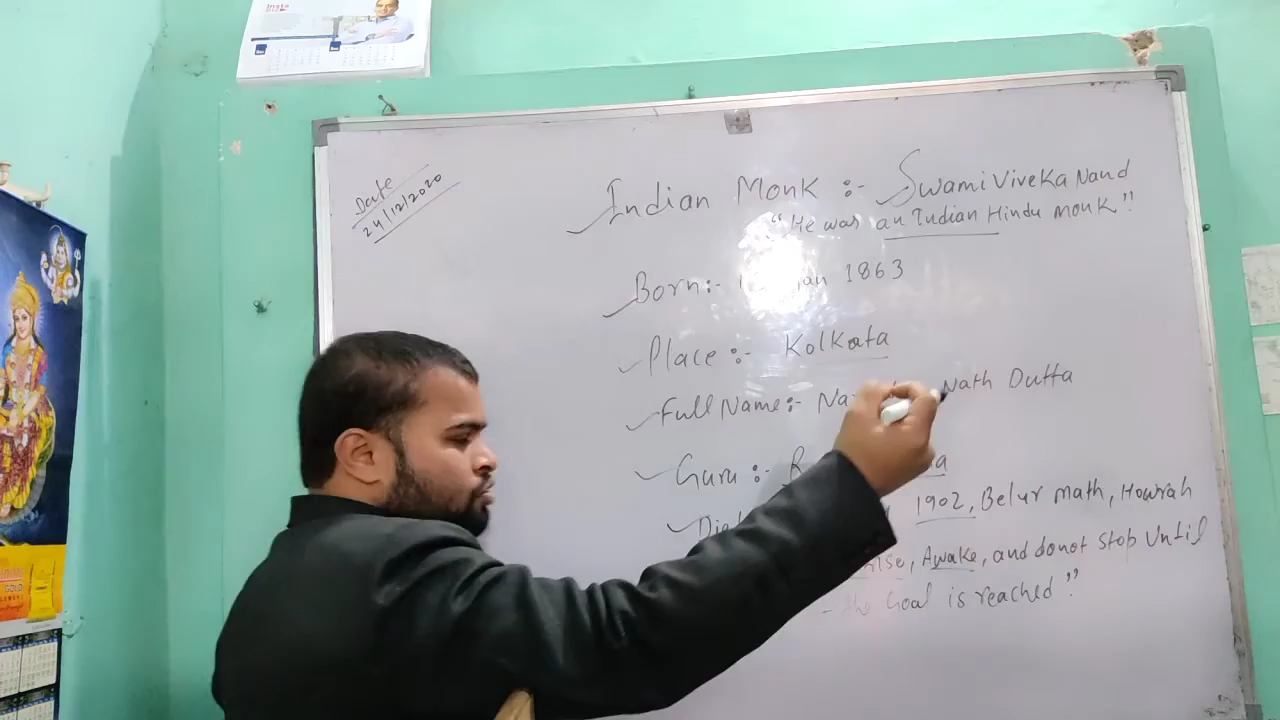 Insta
Date
24/12/2020
Indian Monk :- Swami Viveka Nand
"He was an Indian Hindu monk"
Born:- Jan 1863
Place :- Kolkata
Full Name:- Nath Dutta
Guru :-
1902, Belur Math, Howrah
Awake, and donot stop Until
- the Goal is reached"
GOLD